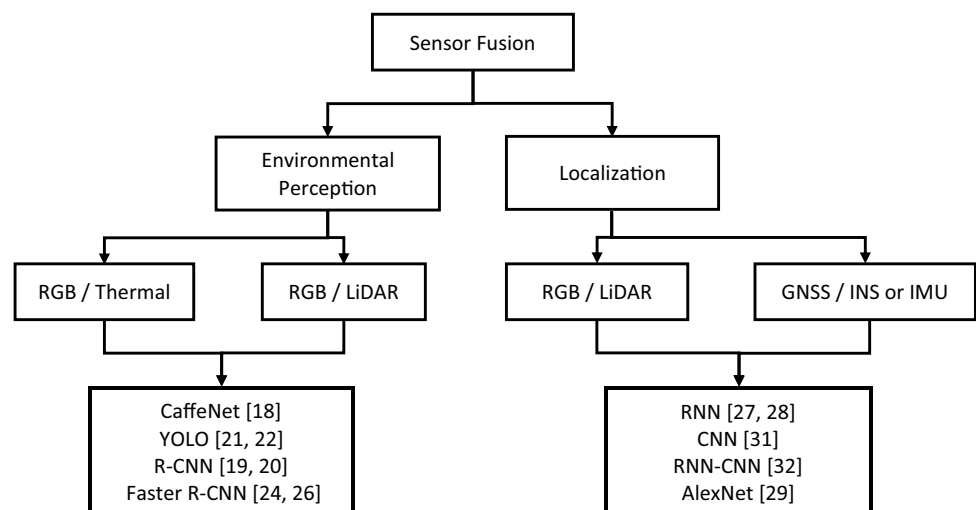 Sensor Fusion
Environmental
Perception
Localization
RGB / Thermal
RGB / LiDAR
RGB / LiDAR
GNSS / INS or IMU
CaffeNet [18]
YOLO [21, 22]
R-CNN [19, 20]
Faster R-CNN [24, 26]
RNN [27, 28]
CNN [31]
RNN-CNN [32]
AlexNet [29]